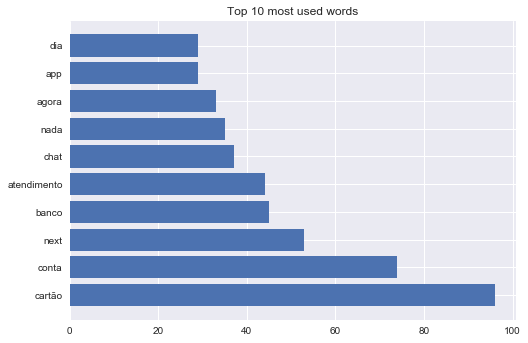 Top 10 most used words
dia
app
agora
nada
chat
atendimento
banco
next
conta
cartão
0 20 40 60 80 100